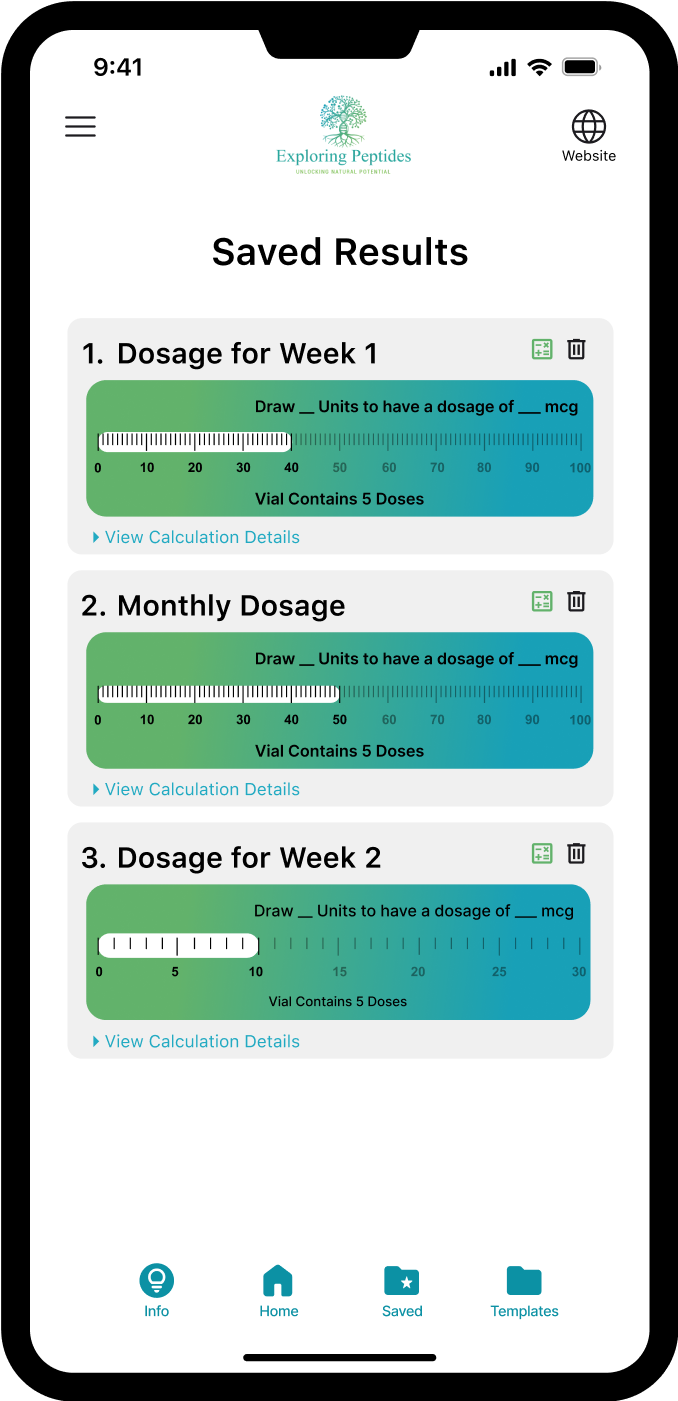 9:41
Exploring Peptides
UNLOCKING NATURAL POTENTIAL
Website
Saved Results
1. Dosage for Week 1
Draw __ Units to have a dosage of ___ mcg
0 10 20 30 40 50 60 70 80 90 100
Vial Contains 5 Doses
View Calculation Details
2. Monthly Dosage
Draw __ Units to have a dosage of ___ mcg
0 10 20 30 40 50 60 70 80 90 100
Vial Contains 5 Doses
View Calculation Details
3. Dosage for Week 2
Draw __ Units to have a dosage of ___ mcg
0 5 10 15 20 25 30
Vial Contains 5 Doses
View Calculation Details
Info Home Saved Templates